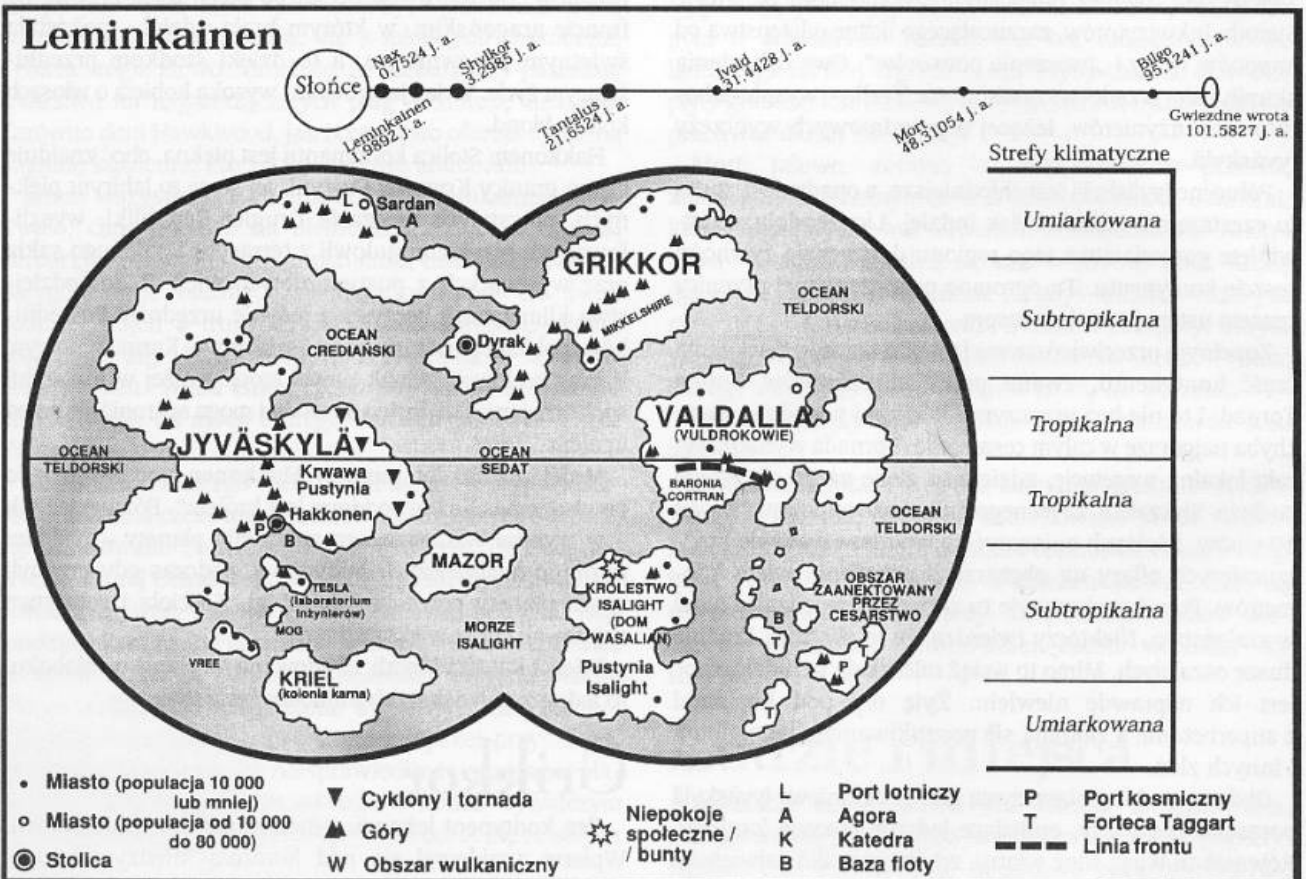 Leminkainen
Słońce
Nazir
0.7524 j. a.
Leminkainen
1.9892 j. a.
Shykor
3.2985 j. a.
Tangalus
21.6524 j. a.
Ivald
31.4428 j. a.
Mort
48.31054 j. a.
Bilgo
95.1241 j. a.
Gwiezdne wrota
101.5827 j. a.
Strefy klimatyczne
Umiarkowana
Subtropikalna
Tropikalna
Tropikalna
Subtropikalna
Umiarkowana
L
Sardan
A
OCEAN
CREDIAŃSKI
L
Dyrak
JYVÄSKYLÄ
OCEAN
TELDORSKI
Krwawa
Pustynia
Hakkonen
P
B
OCEAN
SEDAT
TESLA
(laboratorium
Inżynierów)
MOG
VREE
KRIEL
(kolonia karna)
MAZOR
MORZE
ISALIGHT
GRIKKOR
MIKKELSHIRE
OCEAN
TELDORSKI
VALDALLA
(VULDROKOWIE)
BARONIA
CORTRAN
OCEAN
TELDORSKI
KRÓLESTWO
ISALIGHT
(DOM
WASALIAN)
Pustynia
Isalight
OBSZAR
ZAANEKTOWANY
PRZEZ
CESARSTWO
B
T
T
P
T
T
Miasto (populacja 10 000
lub mniej)
Miasto (populacja od 10 000
do 80 000)
Stolica
Cyklony i tornada
Góry
W Obszar wulkaniczny
Niepokoje
społeczne /
/ bunty
L Port lotniczy
A Agora
K Katedra
B Baza floty
P Port kosmiczny
T Forteca Taggart
Linia frontu